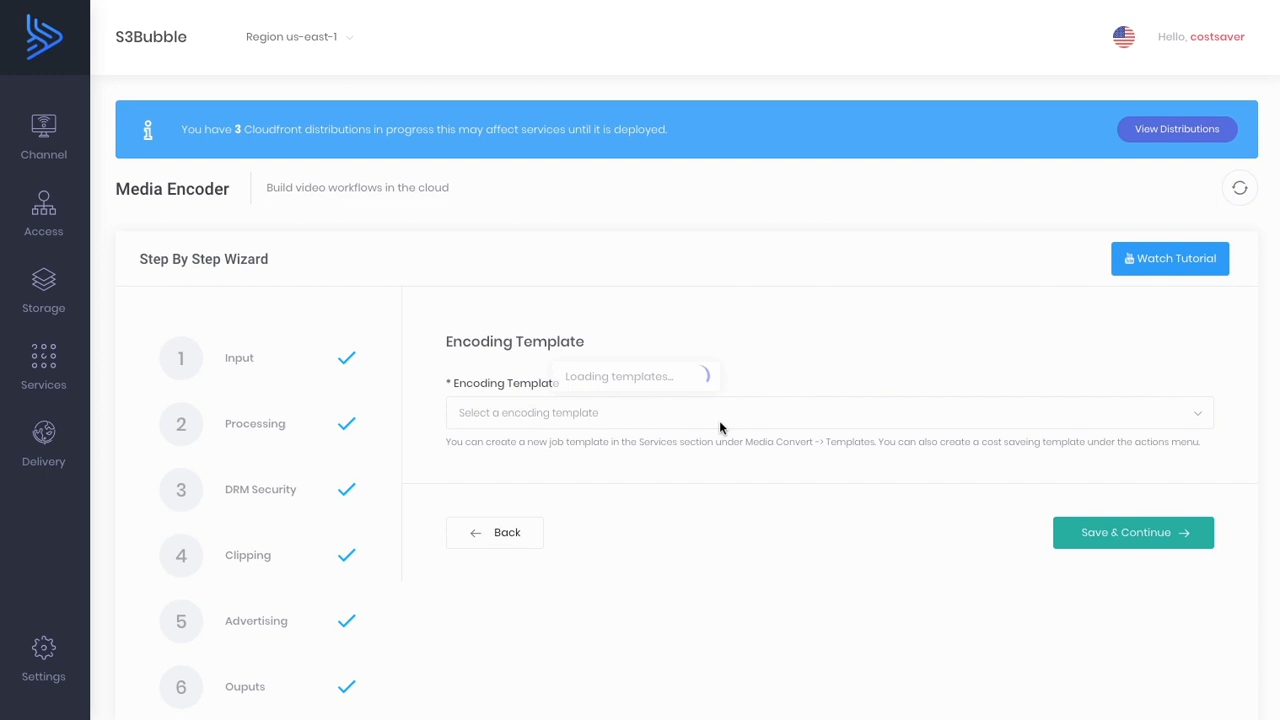 S3Bubble
Region us-east-1
Hello, costsaver
You have 3 Cloudfront distributions in progress this may affect services until it is deployed.
View Distributions
Media Encoder
Build video workflows in the cloud
Step By Step Wizard
Watch Tutorial
Channel
Access
Storage
Services
Delivery
Settings
1 Input
2 Processing
3 DRM Security
4 Clipping
5 Advertising
6 Ouputs
Encoding Template
Loading templates...
* Encoding Template
Select a encoding template
You can create a new job template in the Services section under Media Convert -> Templates. You can also create a cost saveing template under the actions menu.
Back
Save & Continue